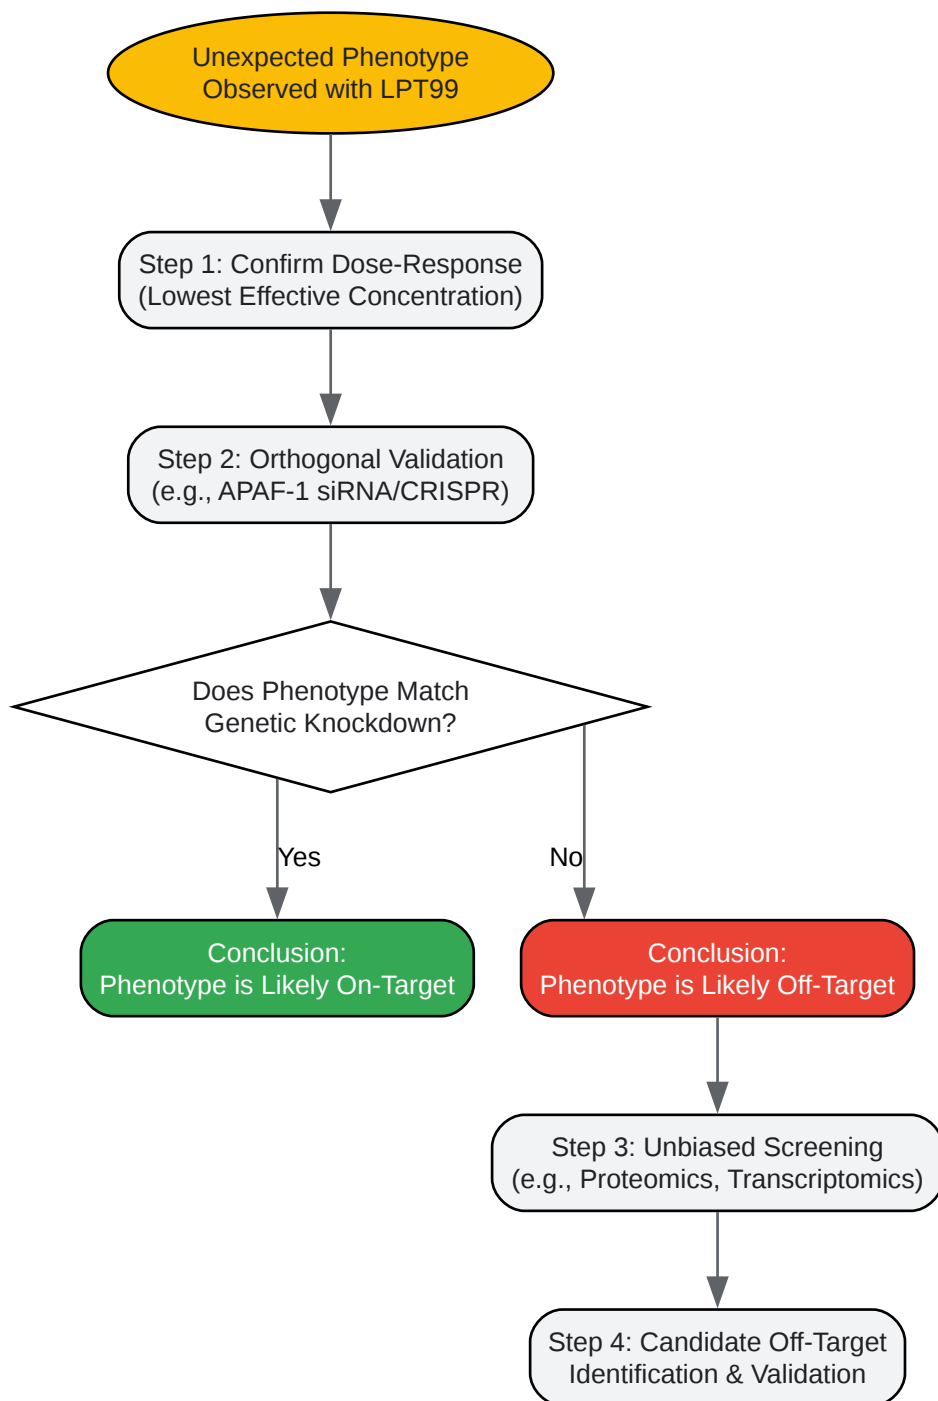 Unexpected Phenotype
Observed with LPT99
Step 1: Confirm Dose-Response
(Lowest Effective Concentration)
Step 2: Orthogonal Validation
(e.g., APAF-1 siRNA/CRISPR)
Does Phenotype Match
Genetic Knockdown?
Yes
No
Conclusion:
Phenotype is Likely On-Target
Conclusion:
Phenotype is Likely Off-Target
Step 3: Unbiased Screening
(e.g., Proteomics, Transcriptomics)
Step 4: Candidate Off-Target
Identification & Validation